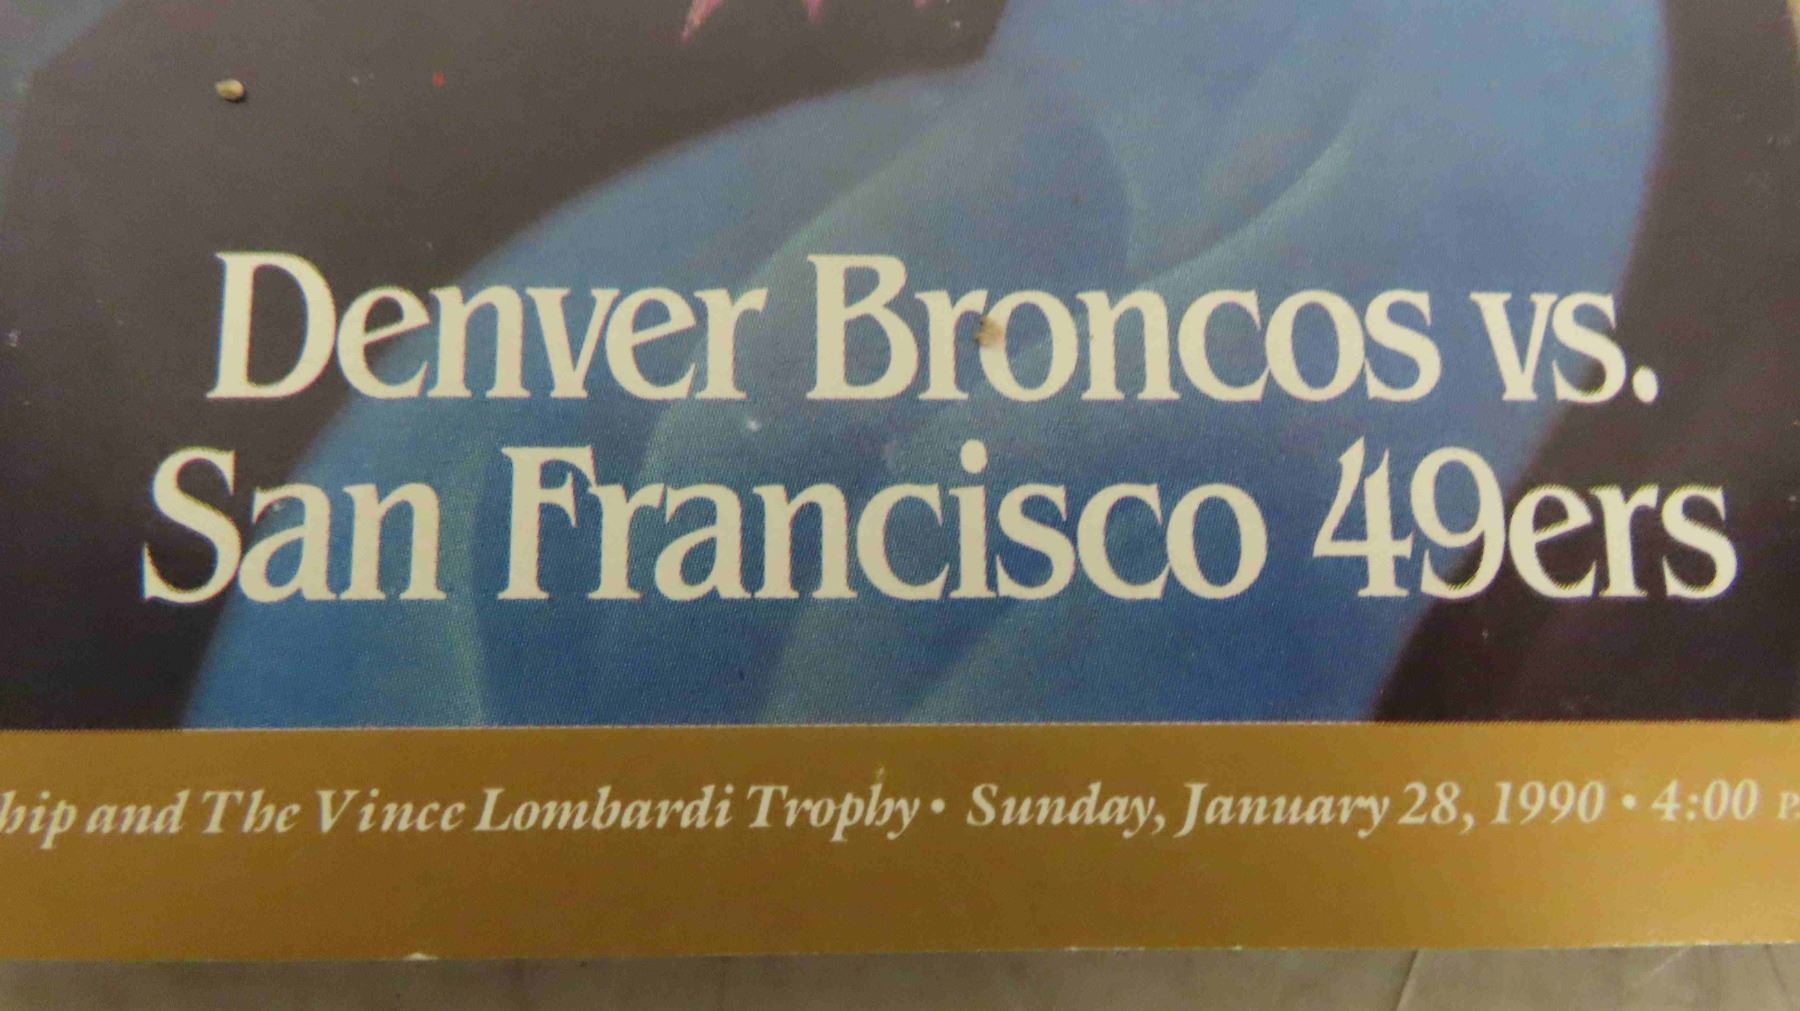 Denver Broncos vs.
San Francisco 49ers
hip and The Vince Lombardi Trophy • Sunday, January 28, 1990 • 4:00 P.